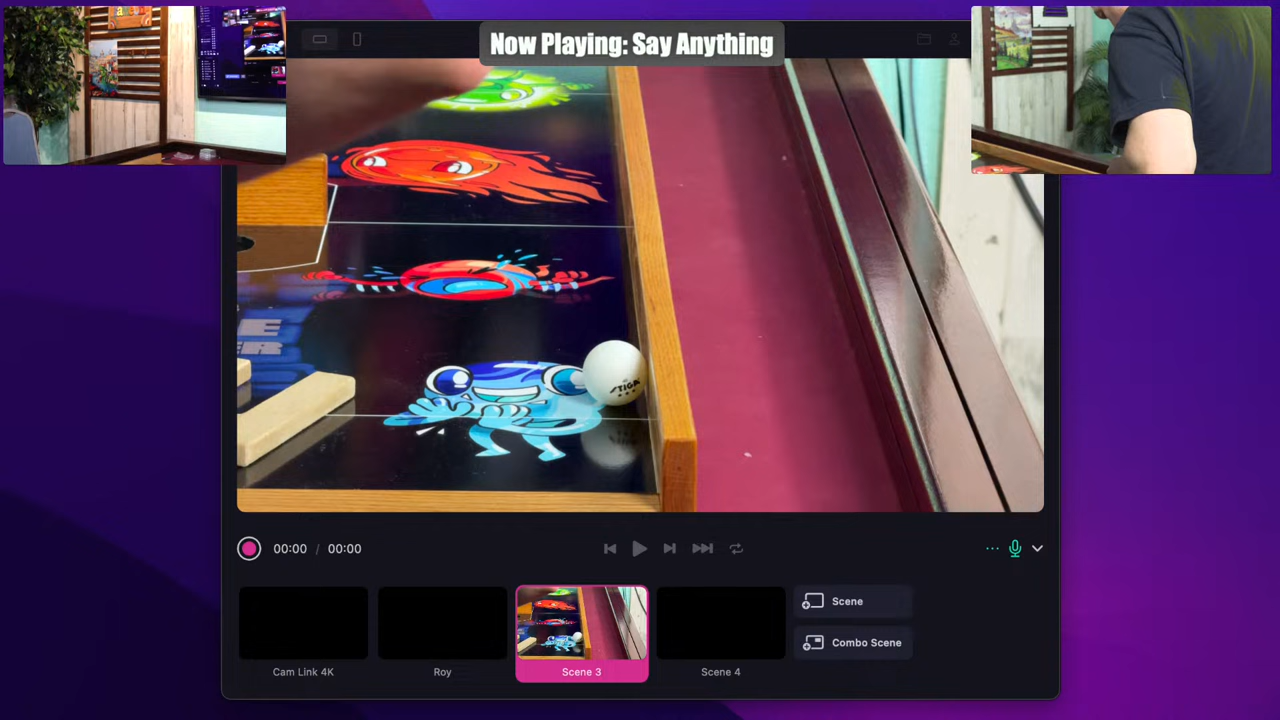 Now Playing: Say Anything
STIGA
00:00 / 00:00
Cam Link 4K
Roy
Scene 3
Scene 4
Scene
Combo Scene